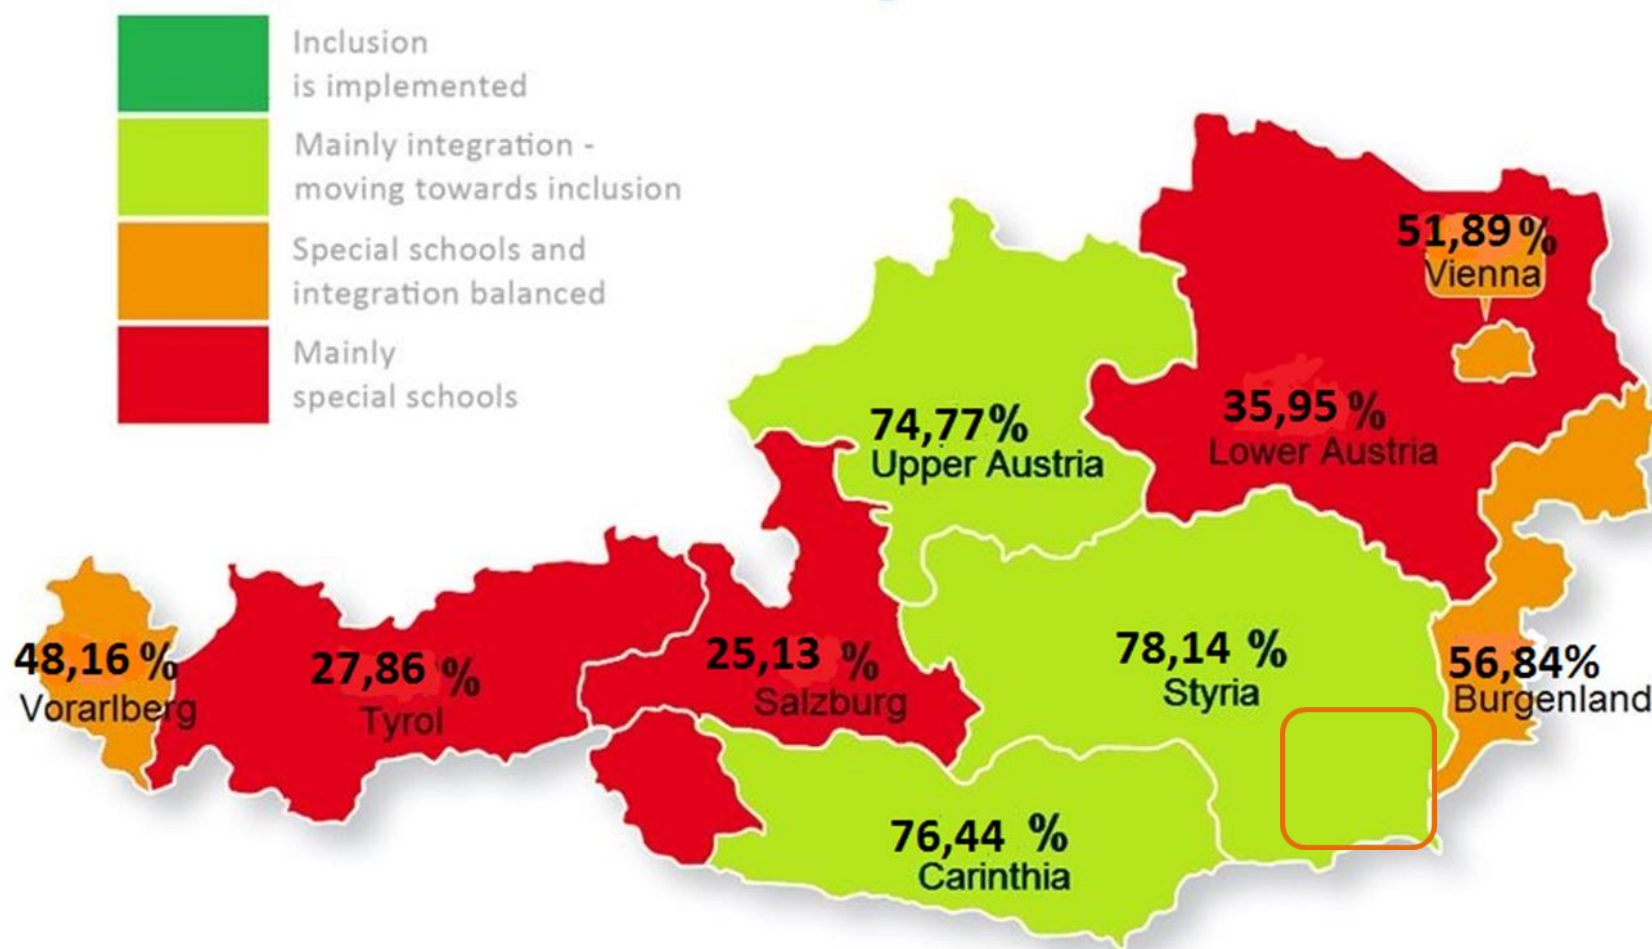 Inclusion
is implemented
Mainly integration -
moving towards inclusion
Special schools and
integration balanced
Mainly
special schools
51,89 %
Vienna
74,77%
Upper Austria
35,95 %
Lower Austria
48,16 %
Vorarlberg
27,86 %
Tyrol
25,13 %
Salzburg
78,14 %
Styria
56,84%
Burgenland
76,44 %
Carinthia